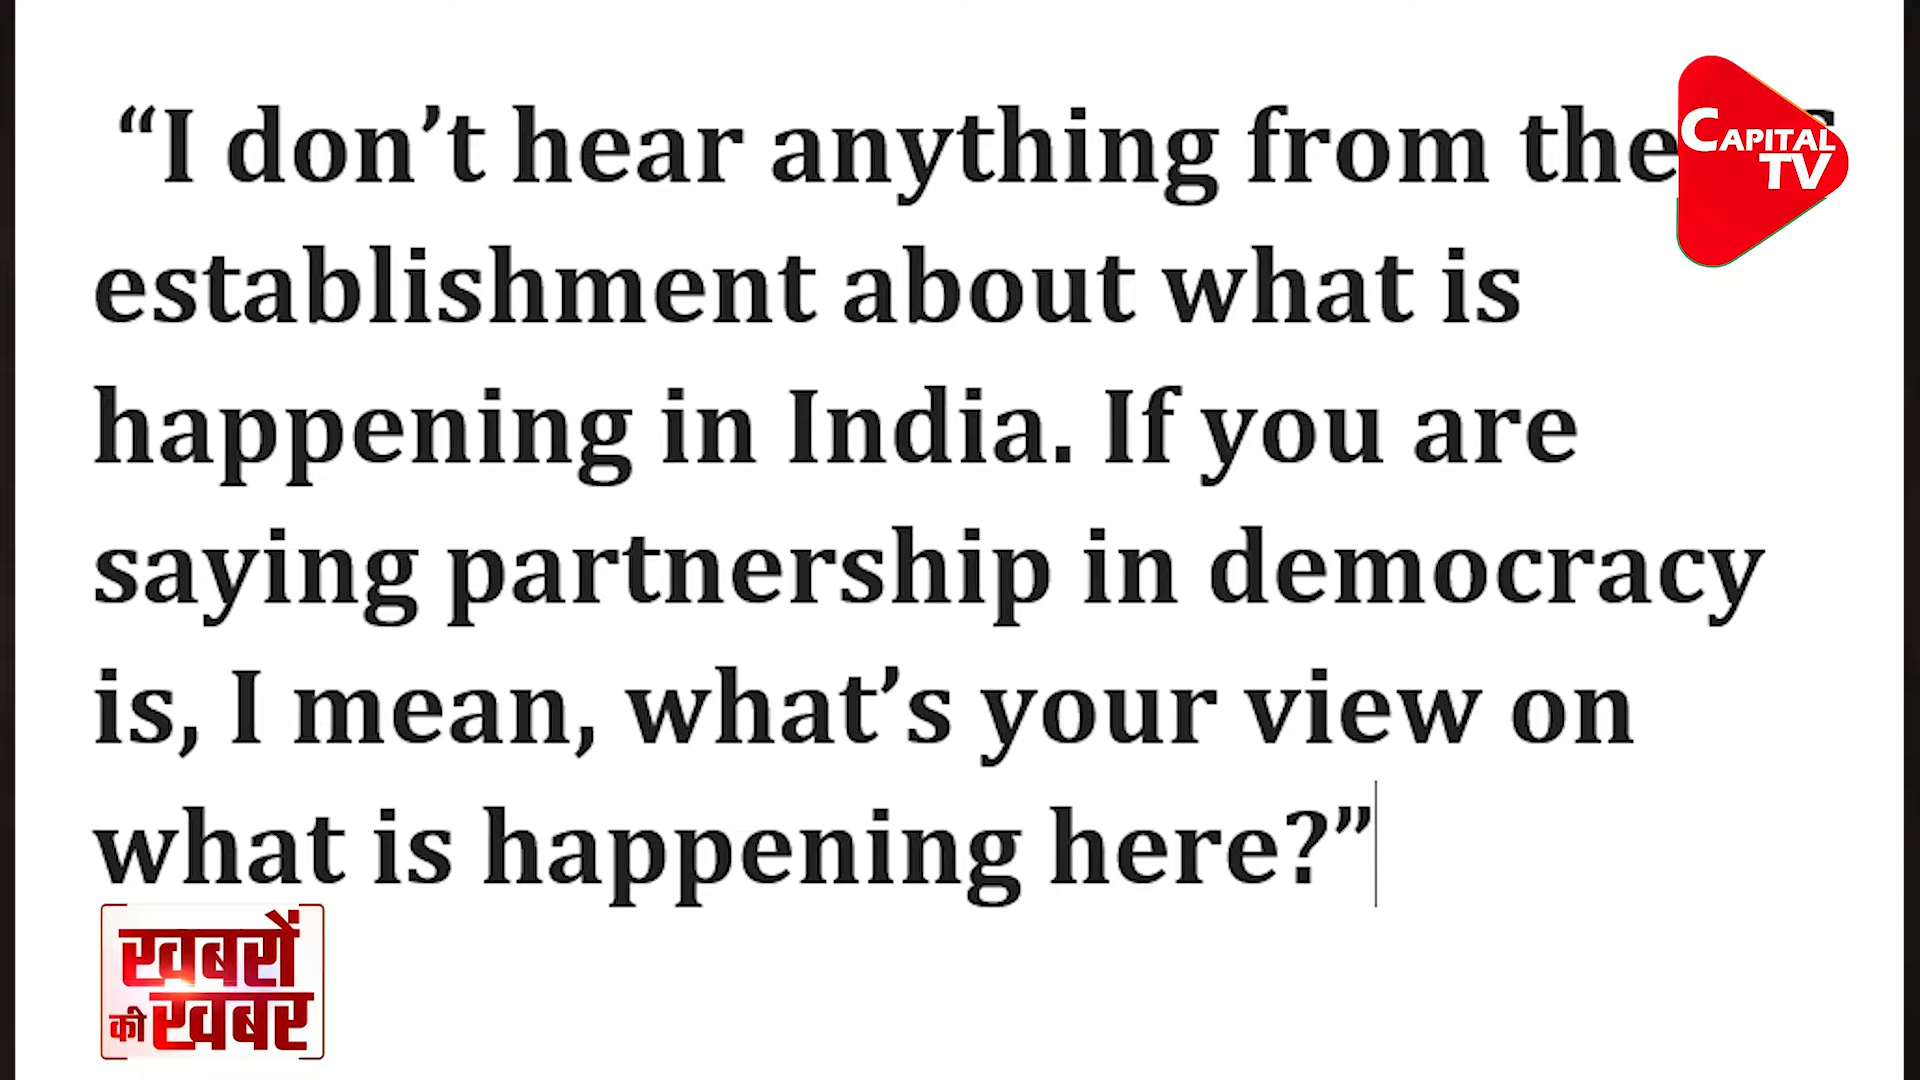 “I don’t hear anything from the
establishment about what is
happening in India. If you are
saying partnership in democracy
is, I mean, what’s your view on
what is happening here?”
CAPITAL
TV
खबरों
की खबर